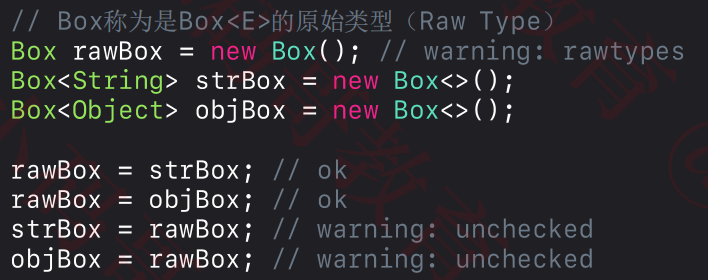 // Box称为是Box<E>的原始类型（Raw Type）
Box rawBox = new Box(); // warning: rawtypes
Box<String> strBox = new Box<>();
Box<Object> objBox = new Box<>();

rawBox = strBox; // ok
rawBox = objBox; // ok
strBox = rawBox; // warning: unchecked
objBox = rawBox; // warning: unchecked